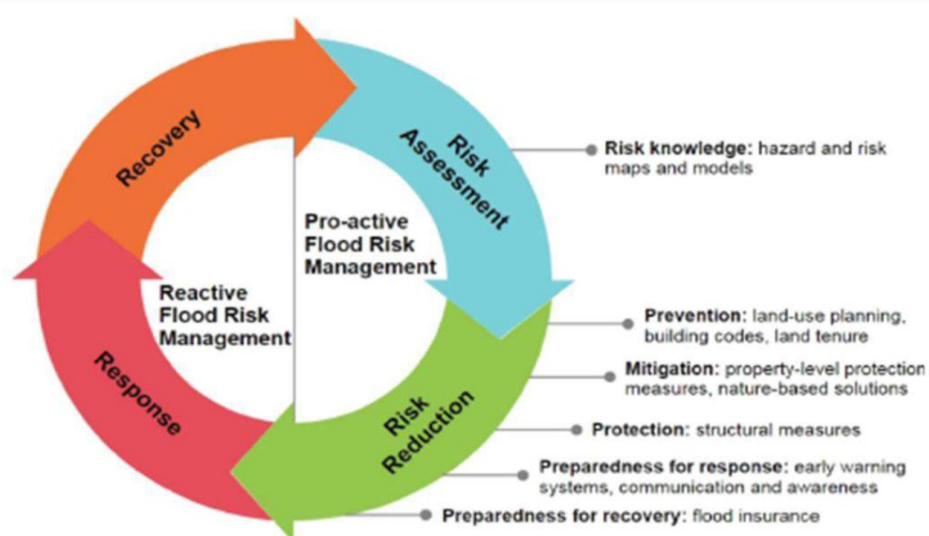 Recovery
Risk
Assessment
Risk knowledge: hazard and risk
maps and models
Pro-active
Flood Risk
Management
Reactive
Flood Risk
Management
Prevention: land-use planning,
building codes, land tenure
Mitigation: property-level protection
measures, nature-based solutions
Response
Risk
Reduction
Protection: structural measures
Preparedness for response: early warning
systems, communication and awareness
Preparedness for recovery: flood insurance